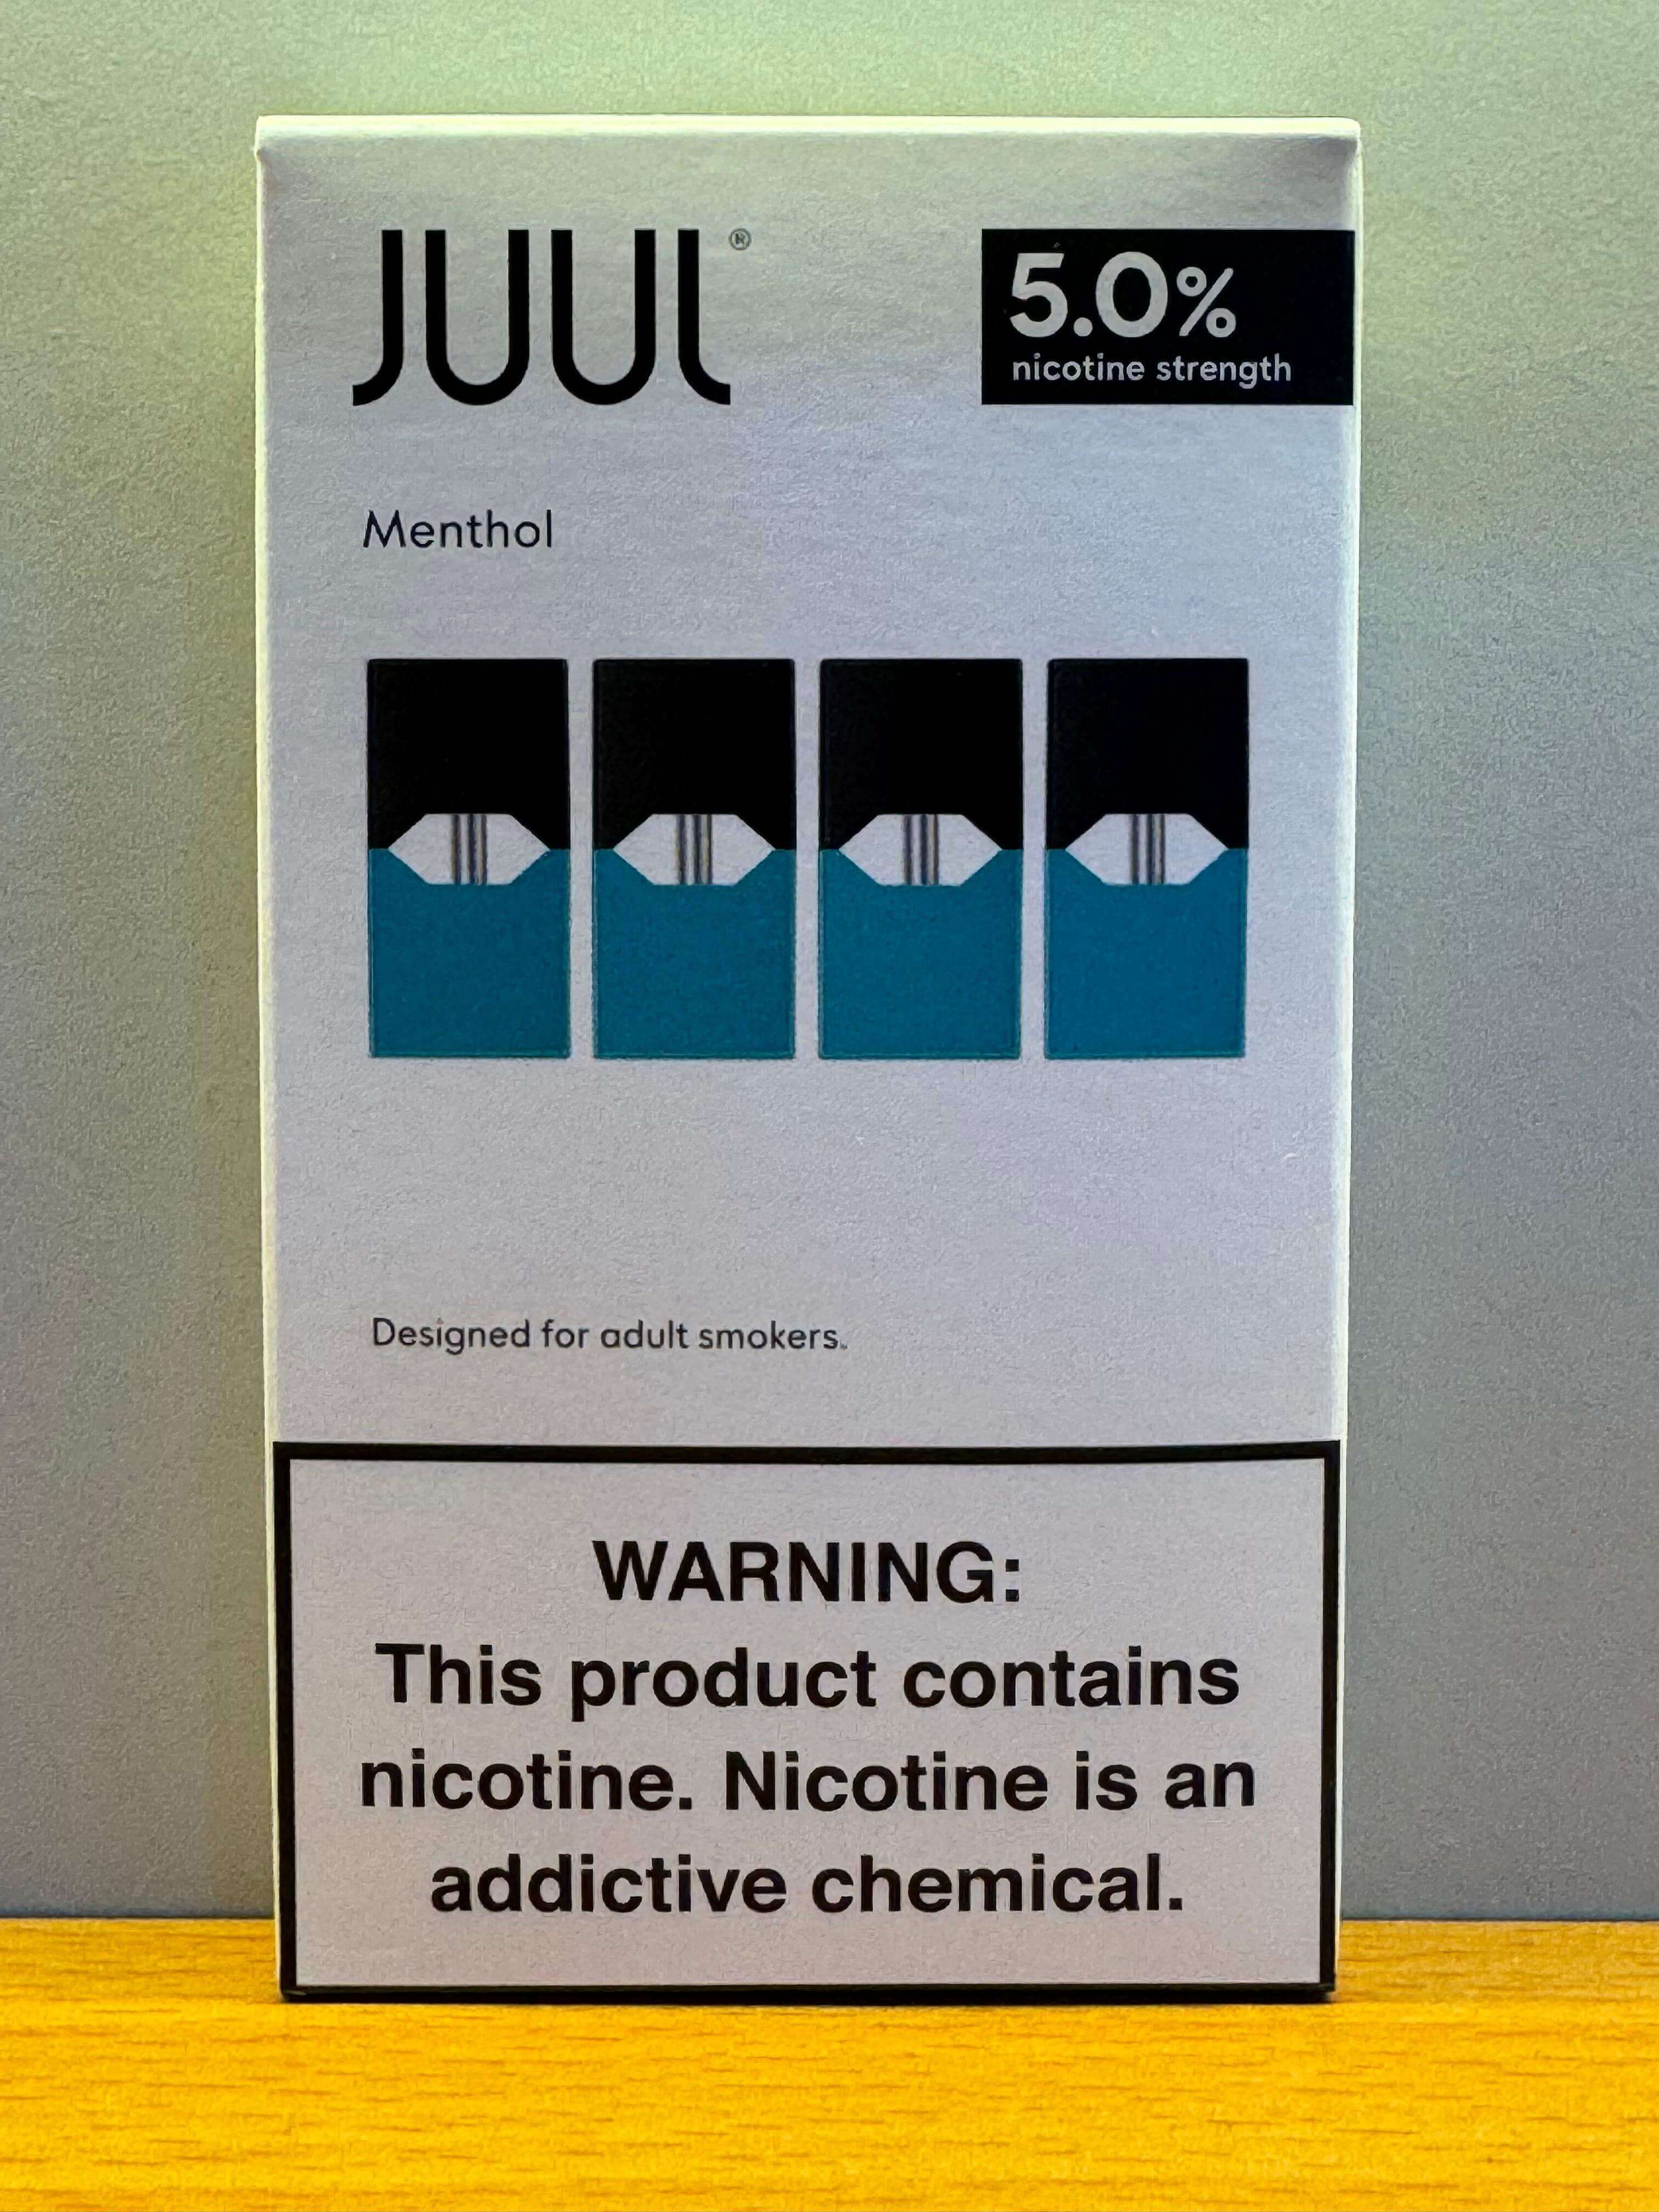 JUUL®
5.0%
nicotine strength
Menthol
Designed for adult smokers.
WARNING:
This product contains
nicotine. Nicotine is an
addictive chemical.